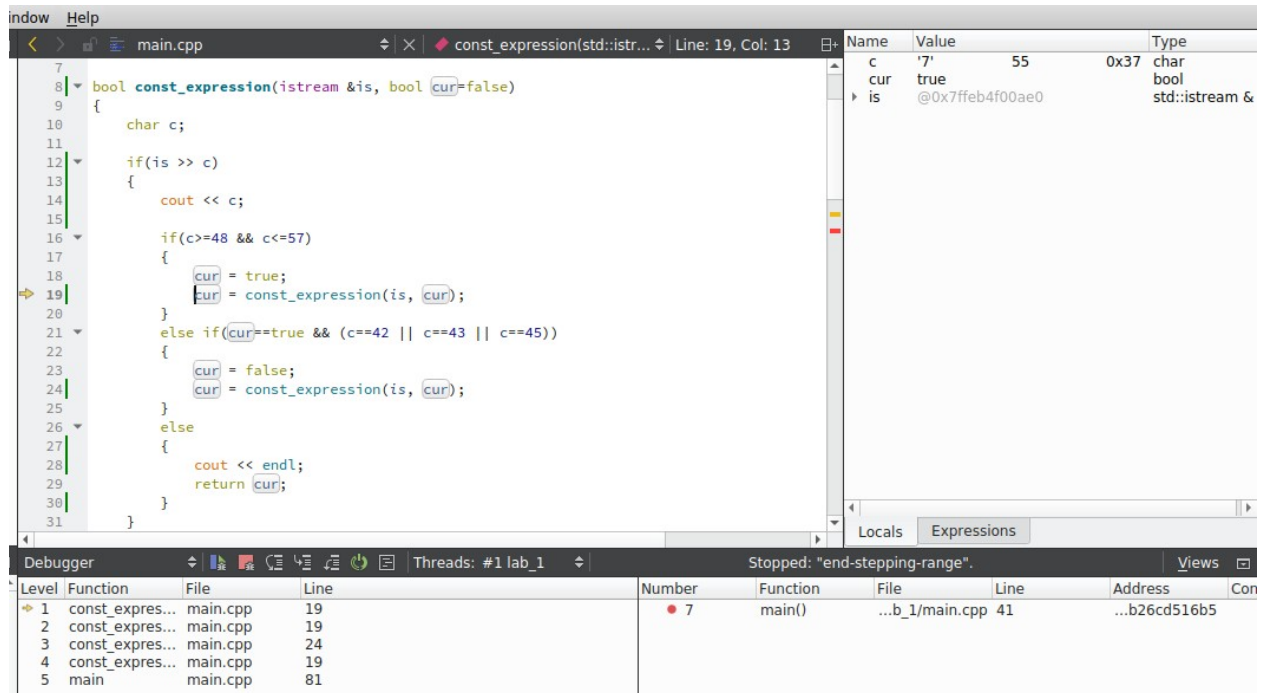 indow Help
main.cpp const_expression(std::istr... Line: 19, Col: 13
7
8 bool const_expression(istream &is, bool cur=false)
9 {
10 char c;
11
12 if(is >> c)
13 {
14 cout << c;
15
16 if(c>=48 && c<=57)
17 {
18 cur = true;
19 cur = const_expression(is, cur);
20 }
21 else if(cur==true && (c==42 || c==43 || c==45))
22 {
23 cur = false;
24 cur = const_expression(is, cur);
25 }
26 else
27 {
28 cout << endl;
29 return cur;
30 }
31 }
Name Value Type
c '7' 55 0x37 char
cur true bool
is @0x7ffeb4f00ae0 std::istream &
Locals Expressions
Debugger Threads: #1 lab_1 Stopped: "end-stepping-range". Views
Level Function File Line
1 const_expres... main.cpp 19
2 const_expres... main.cpp 19
3 const_expres... main.cpp 24
4 const_expres... main.cpp 19
5 main main.cpp 81
Number Function File Line Address Con
7 main() ...b_1/main.cpp 41 ...b26cd516b5